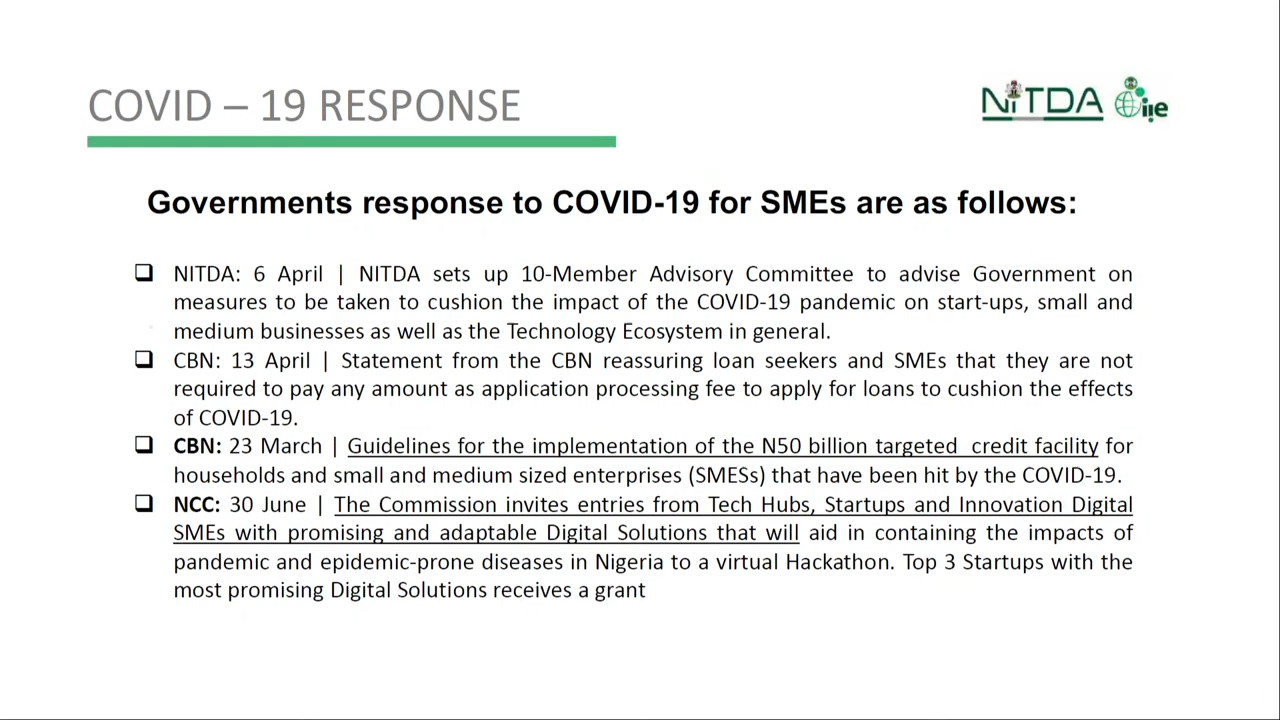 COVID – 19 RESPONSE
NiTDA iie
Governments response to COVID-19 for SMEs are as follows:
❑ NITDA: 6 April | NITDA sets up 10-Member Advisory Committee to advise Government on
measures to be taken to cushion the impact of the COVID-19 pandemic on start-ups, small and
medium businesses as well as the Technology Ecosystem in general.
❑ CBN: 13 April | Statement from the CBN reassuring loan seekers and SMEs that they are not
required to pay any amount as application processing fee to apply for loans to cushion the effects
of COVID-19.
❑ CBN: 23 March | Guidelines for the implementation of the N50 billion targeted credit facility for
households and small and medium sized enterprises (SMESs) that have been hit by the COVID-19.
❑ NCC: 30 June | The Commission invites entries from Tech Hubs, Startups and Innovation Digital
SMEs with promising and adaptable Digital Solutions that will aid in containing the impacts of
pandemic and epidemic-prone diseases in Nigeria to a virtual Hackathon. Top 3 Startups with the
most promising Digital Solutions receives a grant